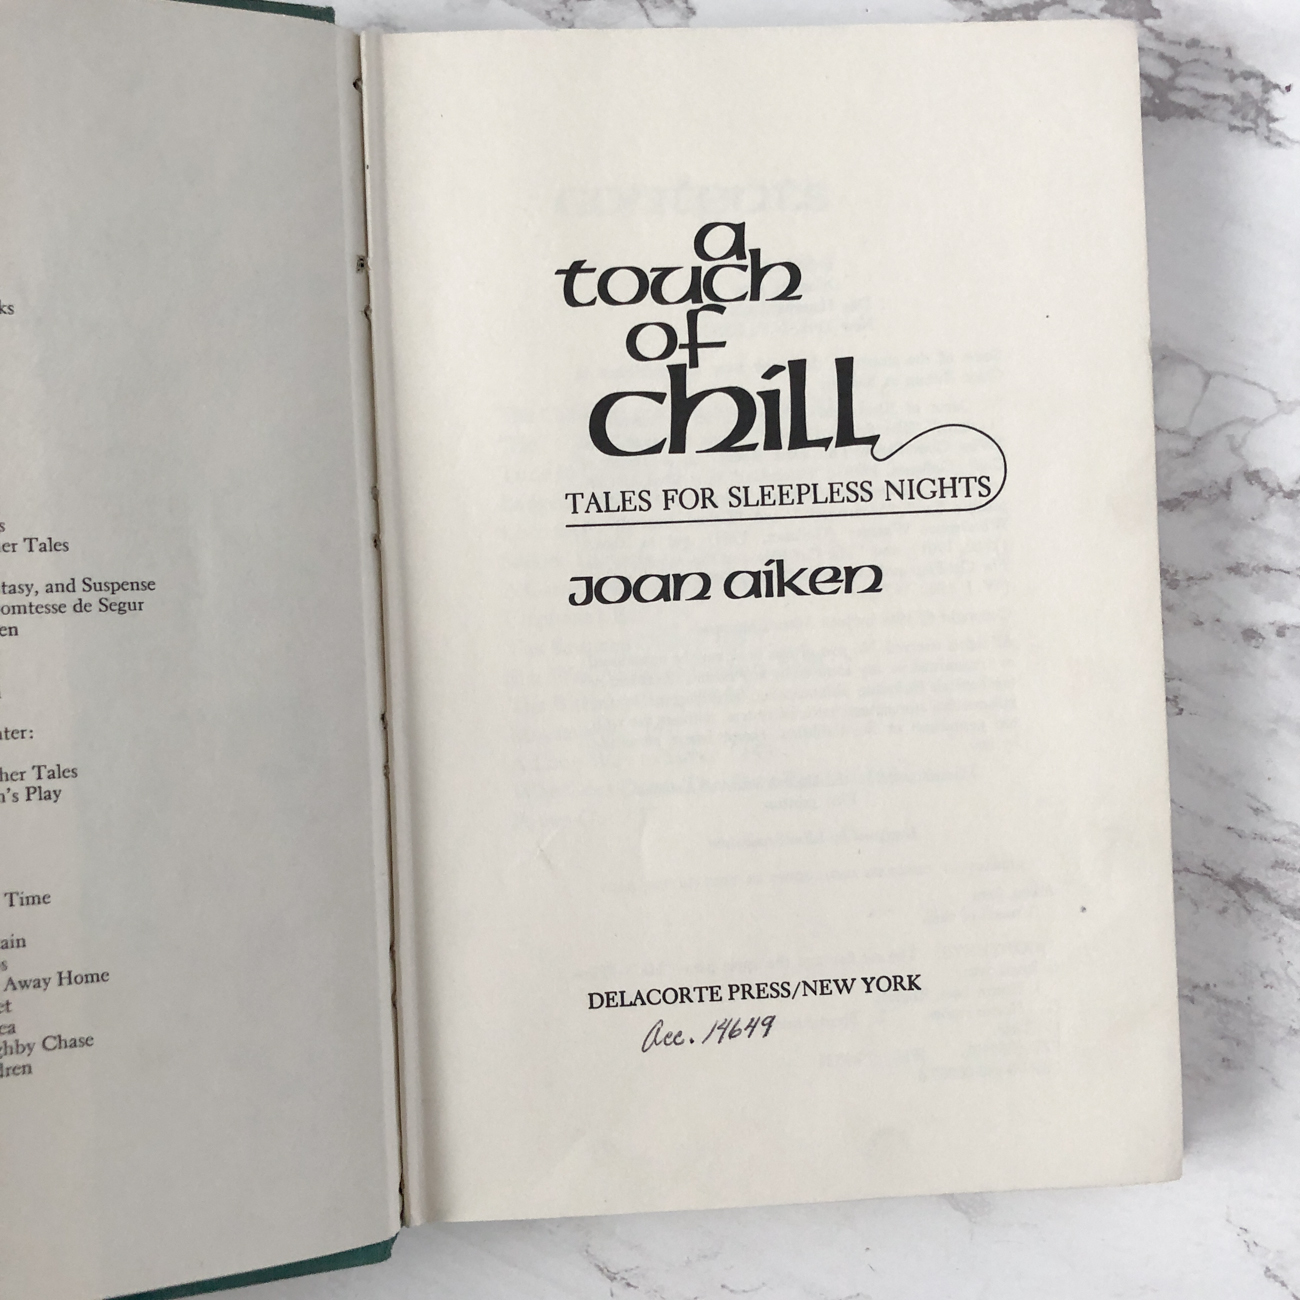 ks
s
er Tales
tasy, and Suspense
omtesse de Segur
en
ter:
her Tales
n's Play
Time
ain
s
Away Home
et
ea
ghby Chase
dren
a
touch
of
chill
TALES FOR SLEEPLESS NIGHTS
Joan aiken
DELACORTE PRESS/NEW YORK
Acc. 14649